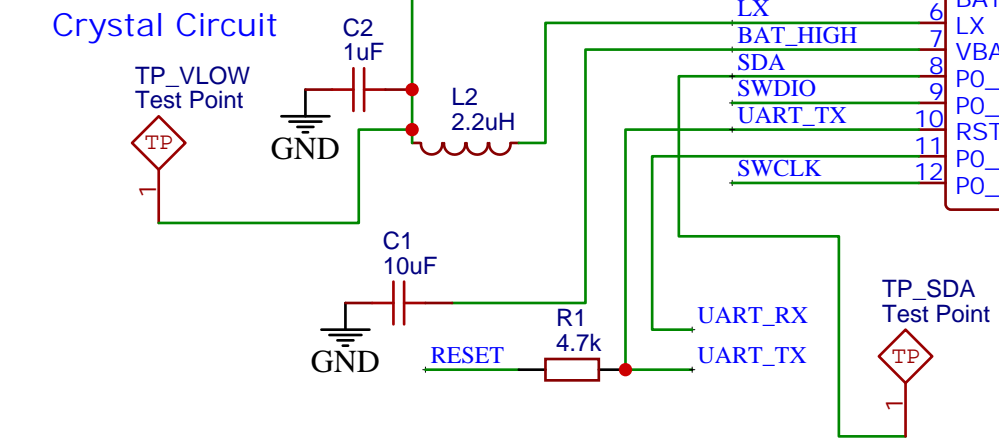 Crystal Circuit
C2
1uF
TP_VLOW
Test Point
TP
1
GND
L2
2.2uH
C1
10uF
GND
RESET
R1
4.7k
LX
BAT_HIGH
SDA
SWDIO
UART_TX
SWCLK
6
LX
7
8
P0_
9
P0_
10
RST
11
P0_
12
P0_
UART_RX
UART_TX
TP_SDA
Test Point
TP
1